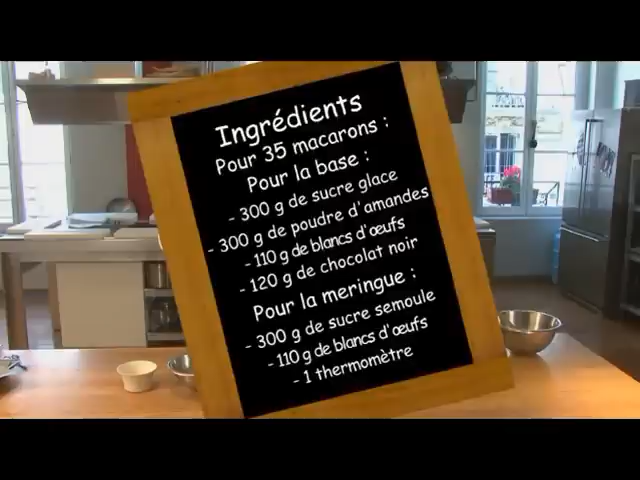 Ingrédients
Pour 35 macarons :
Pour la base :
- 300 g de sucre glace
- 300 g de poudre d'amandes
- 110 g de blancs d'œufs
- 120 g de chocolat noir
Pour la meringue :
- 300 g de sucre semoule
- 110 g de blancs d'œufs
- 1 thermomètre